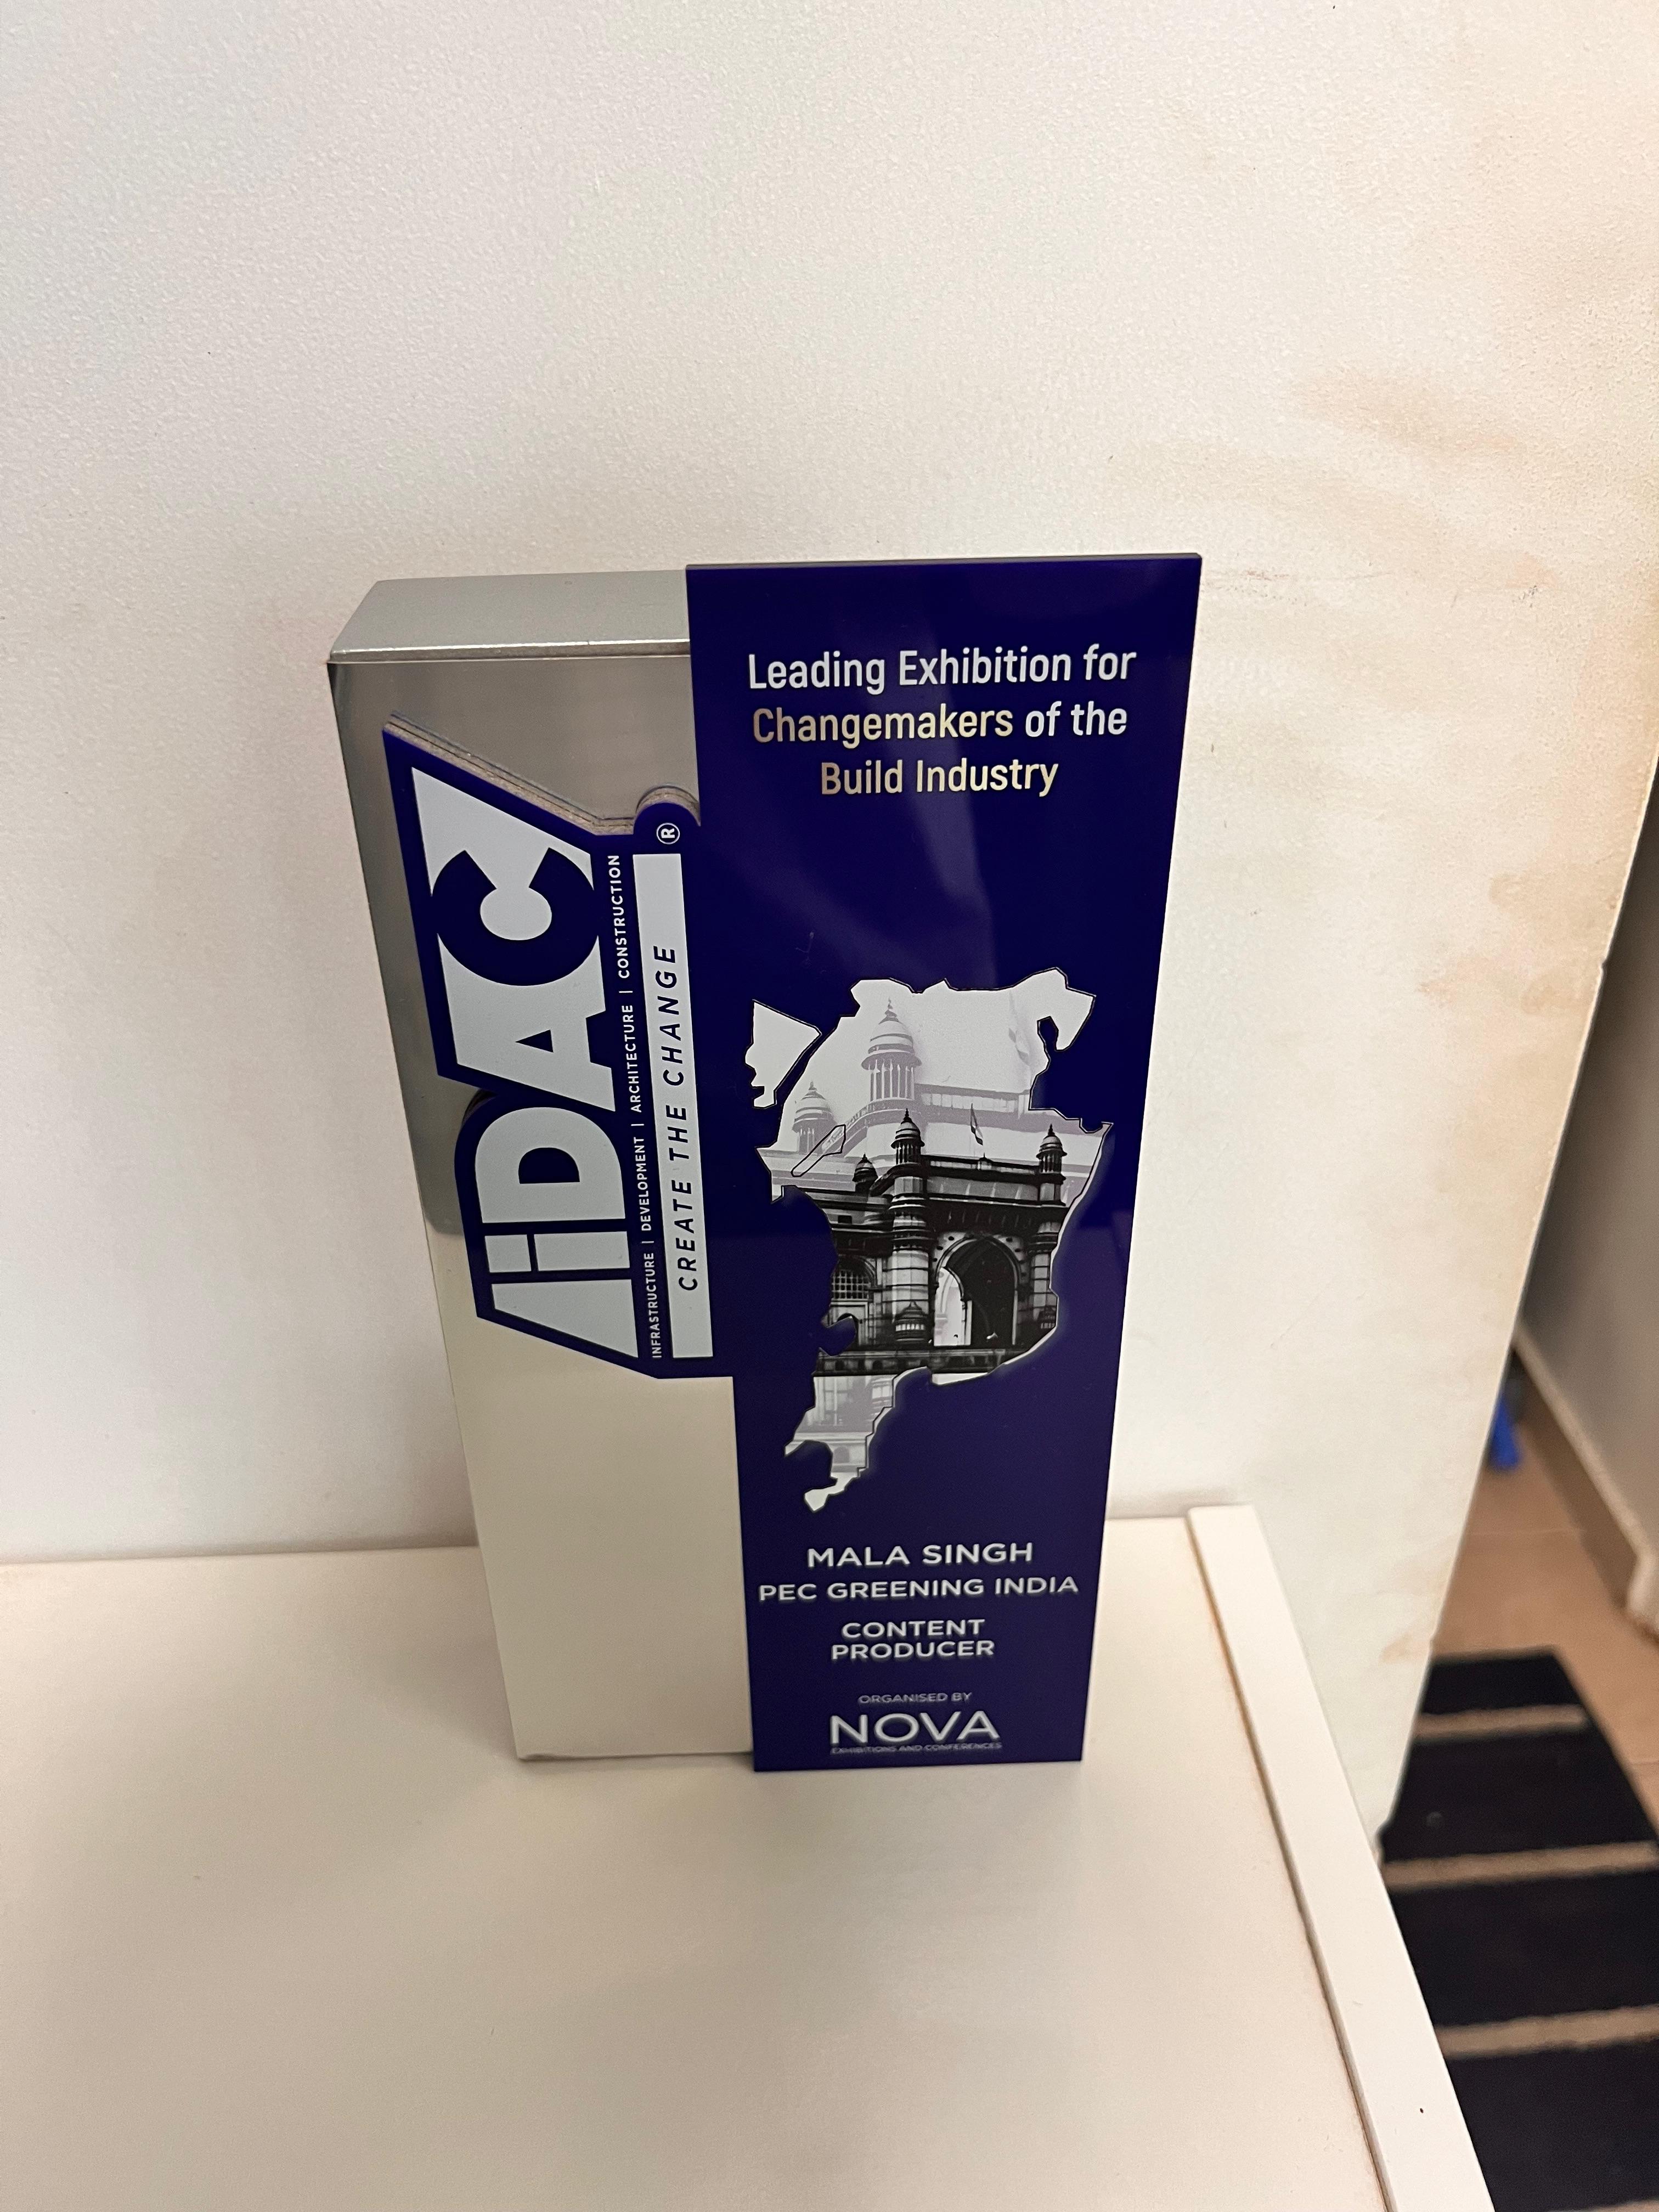 iDAC
®
INFRASTRUCTURE | DEVELOPMENT | ARCHITECTURE | CONSTRUCTION
CREATE THE CHANGE
Leading Exhibition for
Changemakers of the
Build Industry
MALA SINGH
PEC GREENING INDIA
CONTENT
PRODUCER
ORGANISED BY
NOVA
EXHIBITIONS AND CONFERENCES